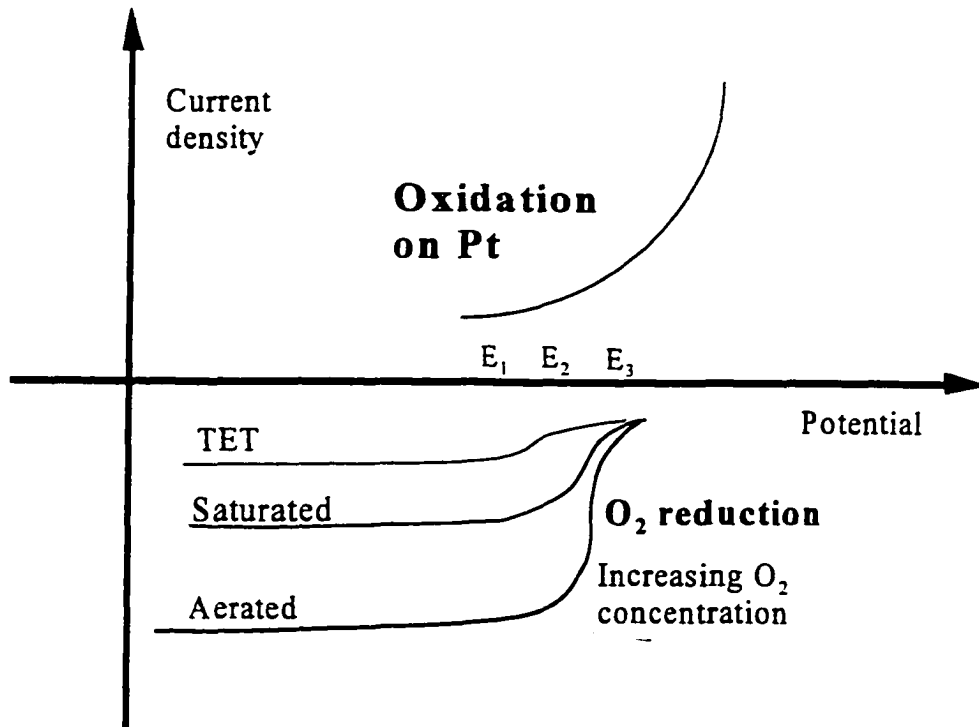 Current
density
Oxidation
on Pt
E₁ E₂ E₃
Potential
TET
Saturated
O₂ reduction
Aerated
Increasing O₂
concentration